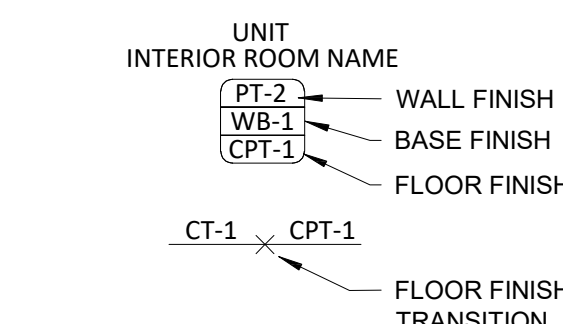 UNIT
INTERIOR ROOM NAME
PT-2
WALL FINISH
WB-1
BASE FINISH
CPT-1
FLOOR FINISH
CT-1 CPT-1
FLOOR FINISH
TRANSITION